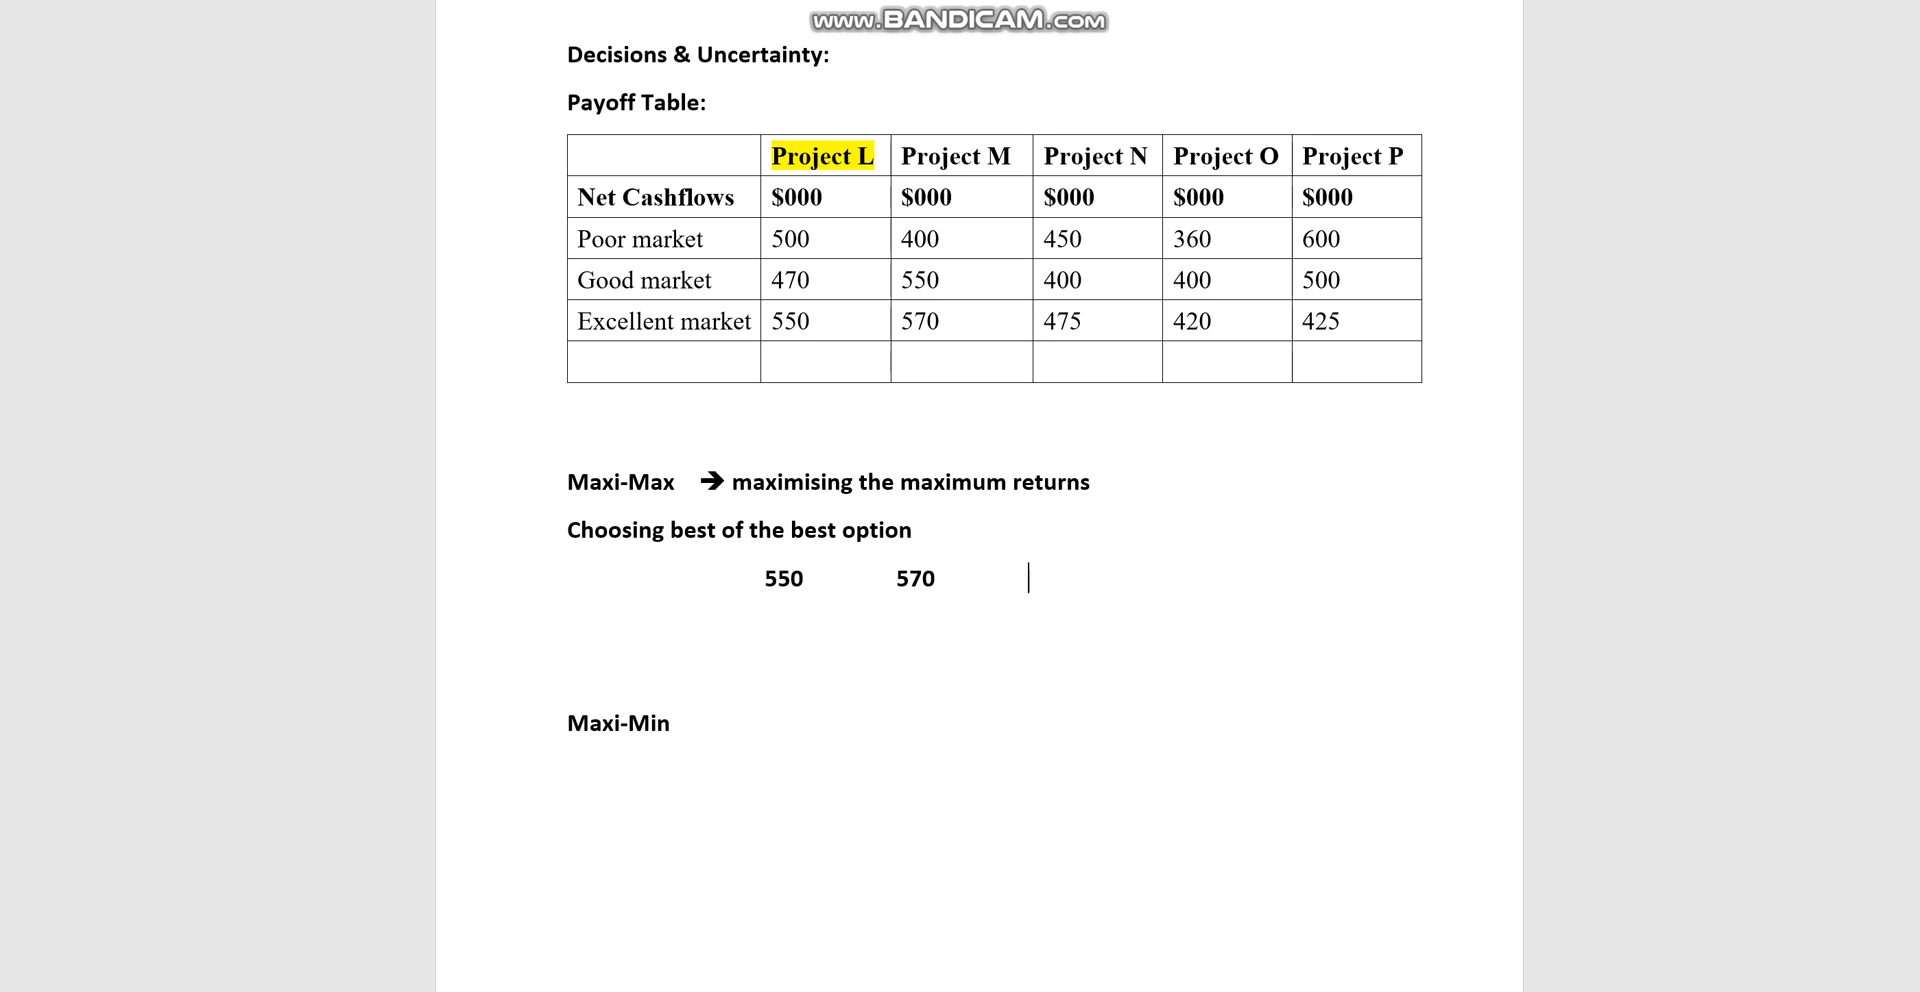 www.BANDICAM.COM
Decisions & Uncertainty:
Payoff Table:
Project L Project M Project N Project O Project P
Net Cashflows $000 $000 $000 $000 $000
Poor market 500 400 450 360 600
Good market 470 550 400 400 500
Excellent market 550 570 475 420 425
Maxi-Max ➔ maximising the maximum returns
Choosing best of the best option
550 570
Maxi-Min